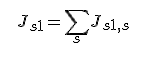 J_{s1} = \sum_{s} J_{s1,s}